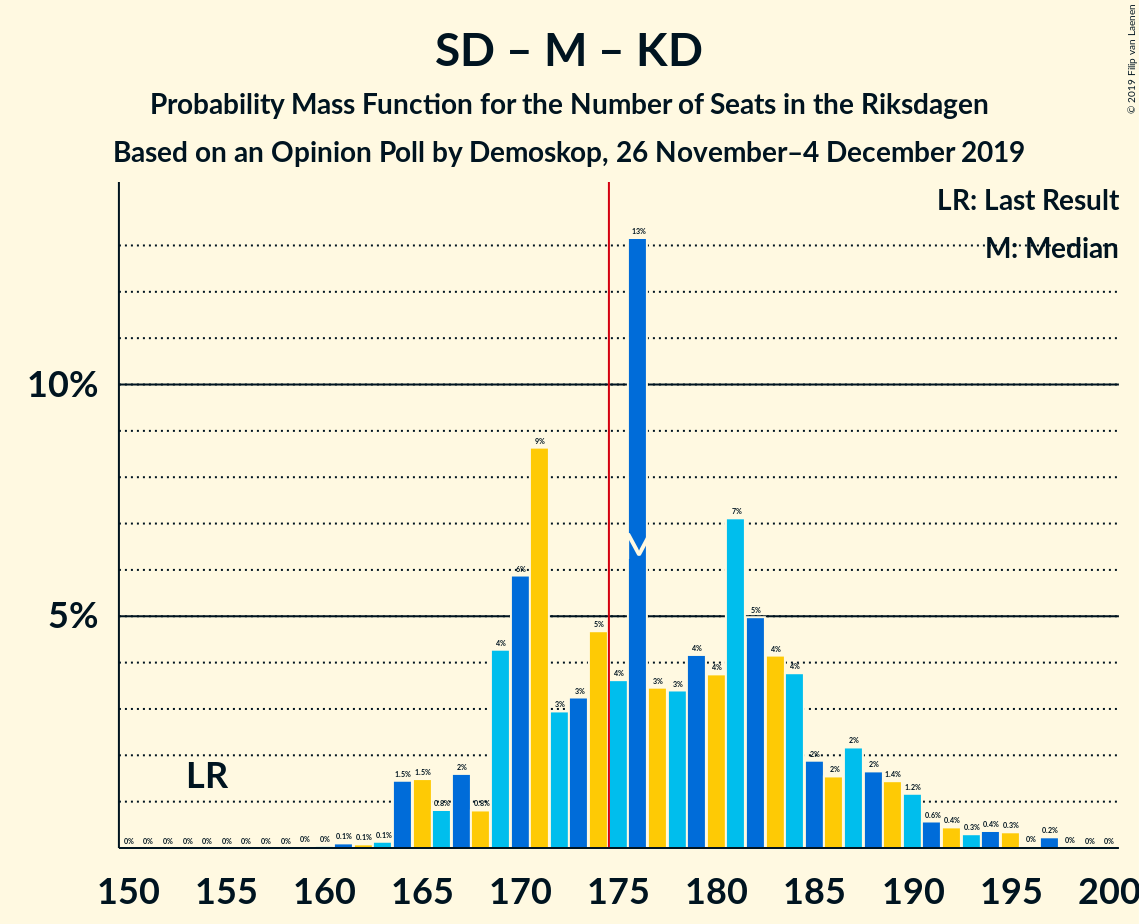 SD – M – KD
Probability Mass Function for the Number of Seats in the Riksdagen
Based on an Opinion Poll by Demoskop, 26 November–4 December 2019
© 2019 Filip van Laenen
LR: Last Result
M: Median
10%
5%
LR
0% 0% 0% 0% 0% 0% 0% 0% 0% 0% 0% 0.1% 0.1% 0.1% 1.5% 1.5% 0.8% 2% 0.8% 4% 6% 9% 3% 3% 5% 4% 13% 3% 3% 4% 4% 7% 5% 4% 4% 2% 2% 2% 2% 1.4% 1.2% 0.6% 0.4% 0.3% 0.4% 0.3% 0% 0.2% 0% 0% 0%
150 155 160 165 170 175 180 185 190 195 200